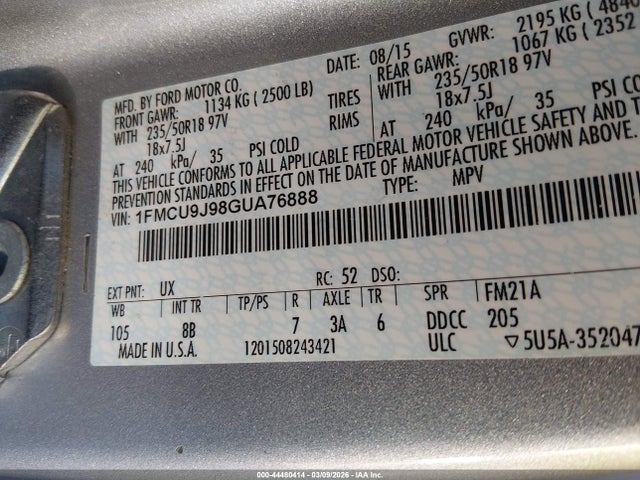 MFD. BY FORD MOTOR CO.
DATE: 08/15 GVWR: 2195 KG ( 484
FRONT GAWR: 1134 KG ( 2500 LB)
REAR GAWR: 1067 KG ( 2352
WITH 235/50R18 97V TIRES WITH 235/50R18 97V
18x7.5J RIMS 18x7.5J
AT 240 kPa/ 35 PSI COLD AT 240 kPa/ 35 PSI
THIS VEHICLE CONFORMS TO ALL APPLICABLE FEDERAL MOTOR VEHICLE SAFETY AND
PREVENTION STANDARDS IN EFFECT ON THE DATE OF MANUFACTURE SHOWN ABOVE.
VIN: 1FMCU9J98GUA76888 TYPE: MPV
EXT PNT: UX RC: 52 DSO:
WB INT TR TP/PS R AXLE TR SPR FM21A
105 8B 7 3A 6 DDCC 205
MADE IN U.S.A. 1201508243421 ULC ▽5U5A-352047
000-44480414 | 03/09/2026 - IAA Inc.